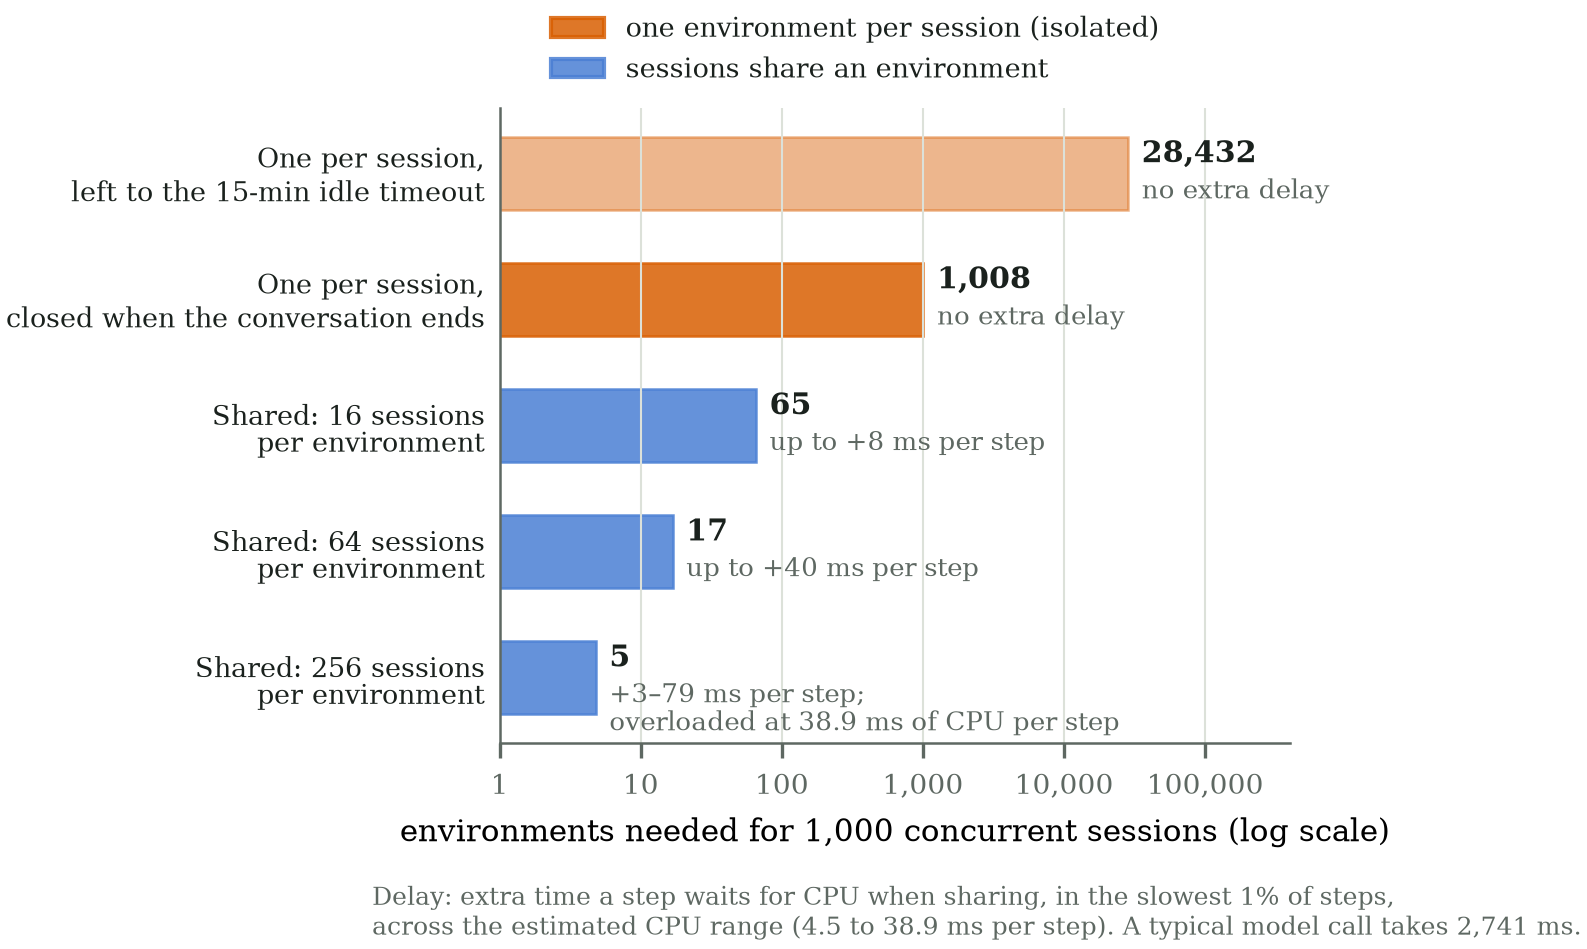 one environment per session (isolated)
sessions share an environment
One per session,
left to the 15-min idle timeout
28,432
no extra delay
One per session,
closed when the conversation ends
1,008
no extra delay
Shared: 16 sessions
per environment
65
up to +8 ms per step
Shared: 64 sessions
per environment
17
up to +40 ms per step
Shared: 256 sessions
per environment
5
+3–79 ms per step;
overloaded at 38.9 ms of CPU per step
1 10 100 1,000 10,000 100,000
environments needed for 1,000 concurrent sessions (log scale)
Delay: extra time a step waits for CPU when sharing, in the slowest 1% of steps,
across the estimated CPU range (4.5 to 38.9 ms per step). A typical model call takes 2,741 ms.